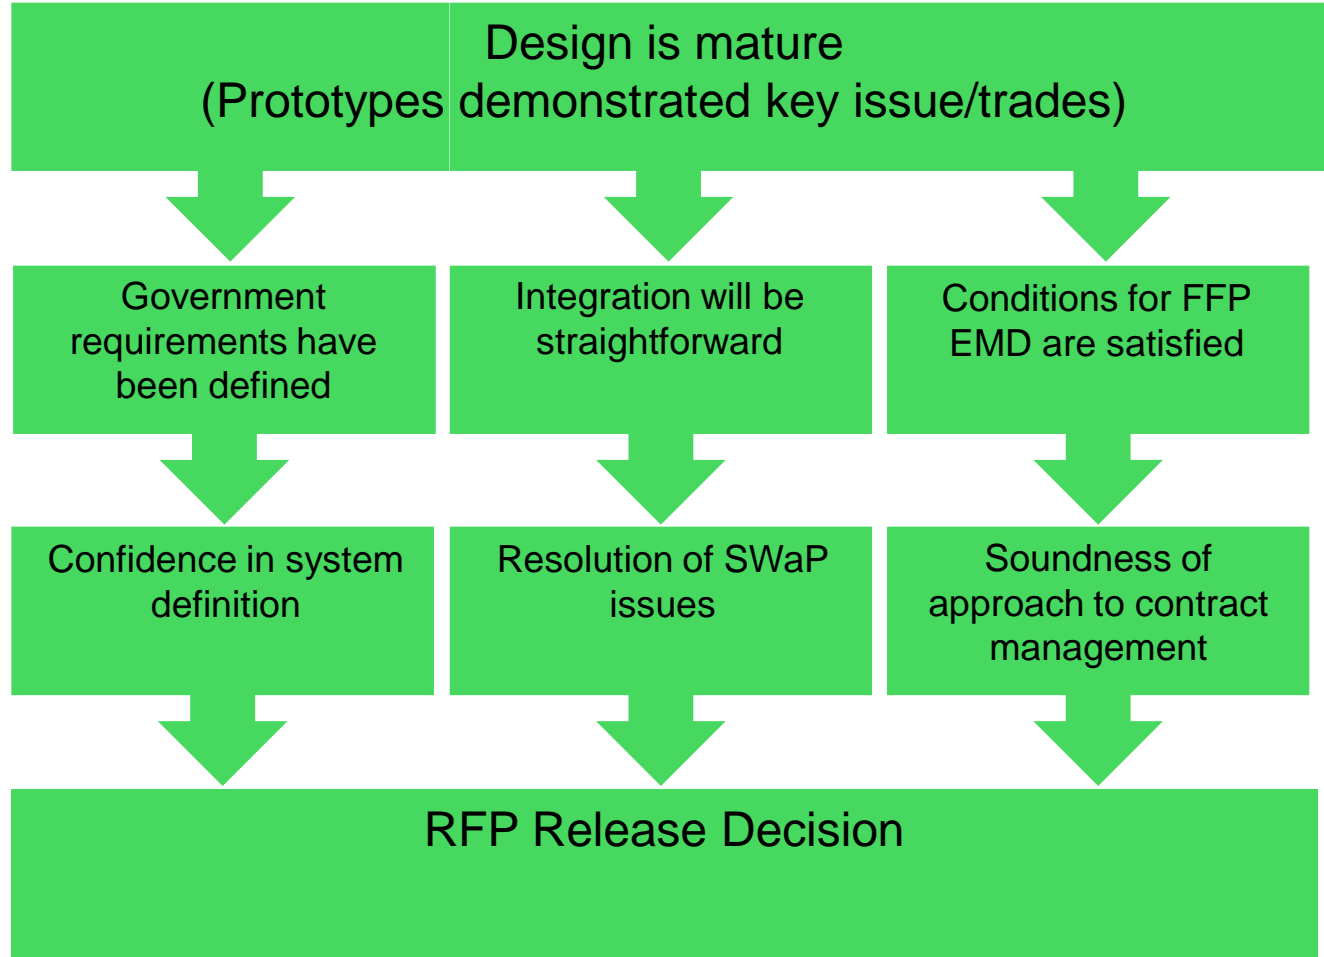 Design is mature
(Prototypes demonstrated key issue/trades)
Government
requirements have
been defined
Integration will be
straightforward
Conditions for FFP
EMD are satisfied
Confidence in system
definition
Resolution of SWaP
issues
Soundness of
approach to contract
management
RFP Release Decision